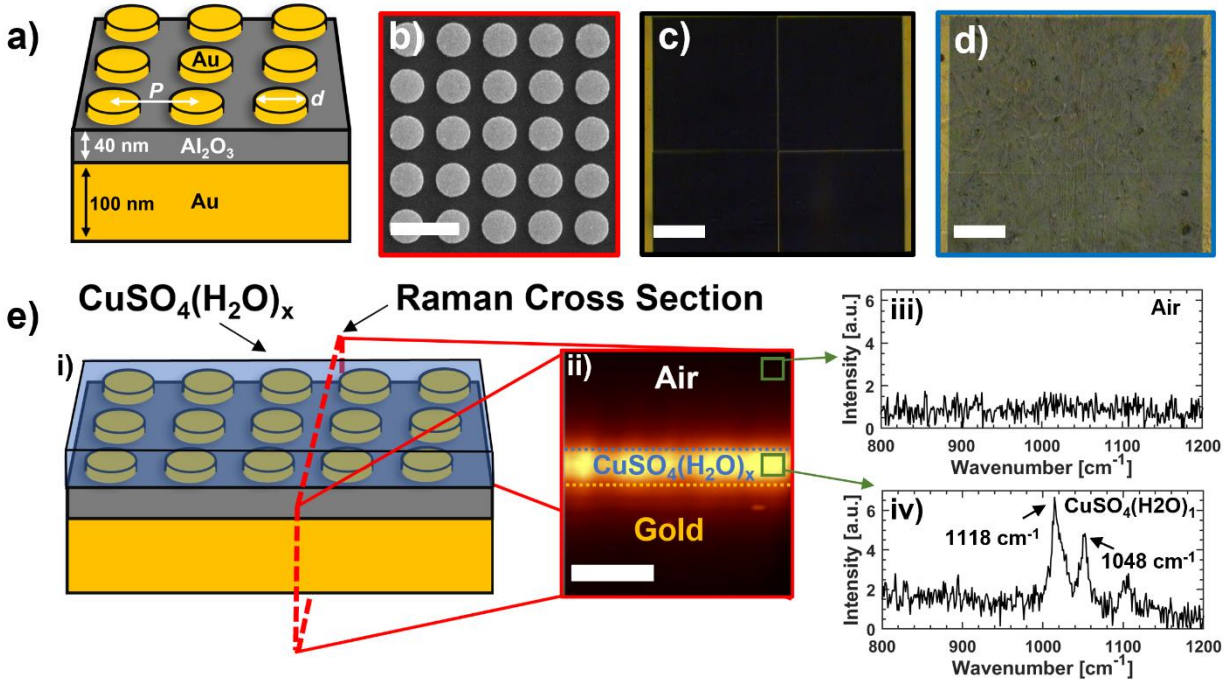 a)
Au
P
d
40 nm
Al₂O₃
100 nm
Au
b)
c)
d)
e)
CuSO₄(H₂O)ₓ
Raman Cross Section
i)
ii)
Air
CuSO₄(H₂O)ₓ
Gold
iii)
Air
Intensity [a.u.]
6
4
2
0
800 900 1000 1100 1200
Wavenumber [cm⁻¹]
iv)
CuSO₄(H2O)₁
1118 cm⁻¹
1048 cm⁻¹
Intensity [a.u.]
6
4
2
0
800 900 1000 1100 1200
Wavenumber [cm⁻¹]